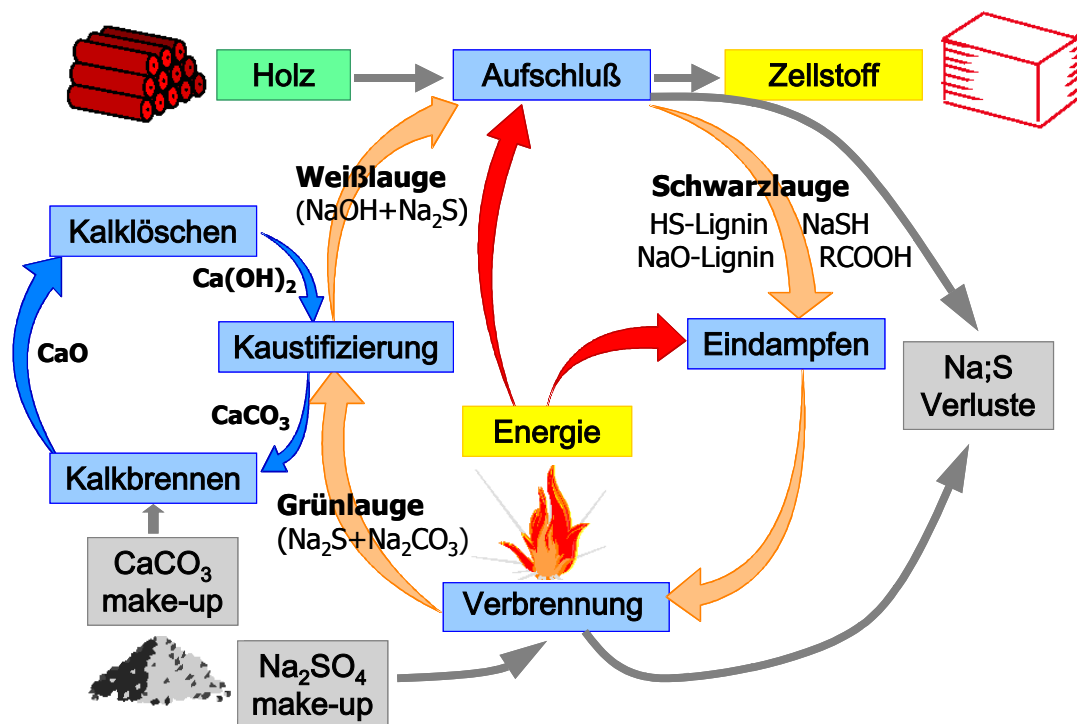 Holz
Aufschluß
Zellstoff
Weißlauge
(NaOH+Na₂S)
Schwarzlauge
HS-Lignin NaSH
NaO-Lignin RCOOH
Kalklöschen
Ca(OH)₂
Kaustifizierung
Eindampfen
CaO
Na;S
Verluste
CaCO₃
Energie
Kalkbrennen
Grünlauge
(Na₂S+Na₂CO₃)
CaCO₃
make-up
Verbrennung
Na₂SO₄
make-up